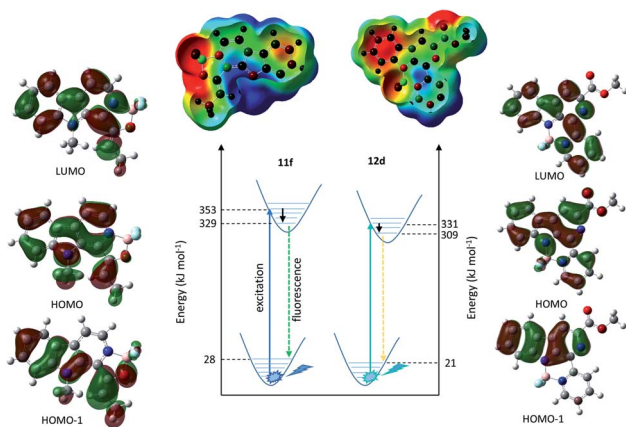 11f
12d
LUMO
LUMO
353
329
331
309
Energy (kJ mol-1)
excitation
fluorescence
Energy (kJ mol-1)
HOMO
HOMO
28
21
HOMO-1
HOMO-1